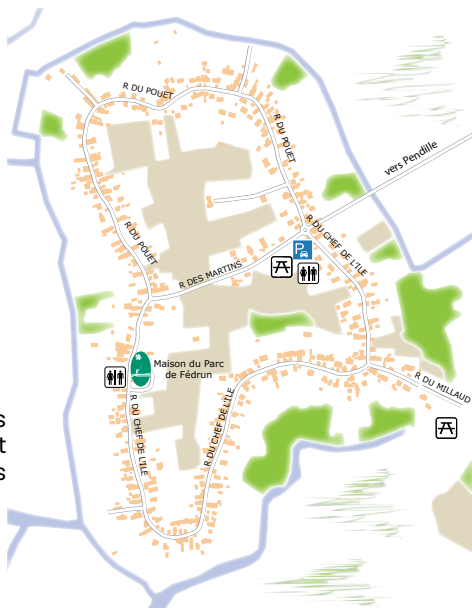 R DU POUET
R DU POUET
vers Pendille
R DU POUET
R DU CHEF DE L'ILE
P
R DES MARTINS
Maison du Parc
de Fédrun
R DU MILLAUD
R DU CHEF DE L'ILE
R DU CHEF DE L'ILE
s
t
s